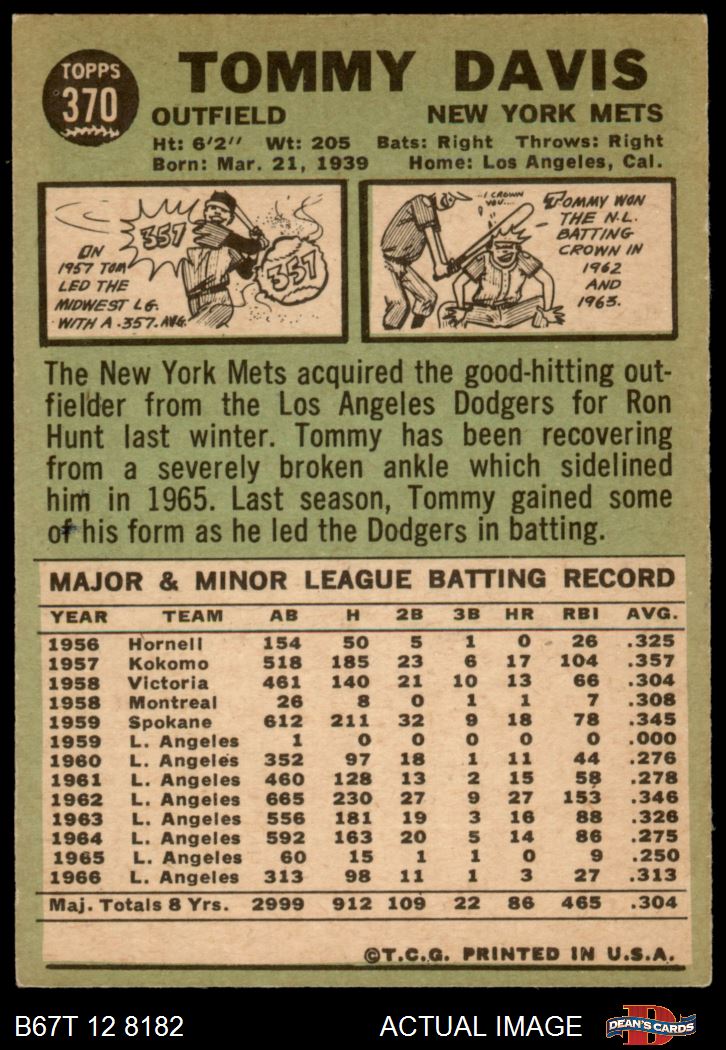 TOPPS
370
TOMMY DAVIS
OUTFIELD NEW YORK METS
Ht: 6'2" Wt: 205 Bats: Right Throws: Right
Born: Mar. 21, 1939 Home: Los Angeles, Cal.
357
357
ON
1957 TOM
LED THE
MIDWEST LG.
WITH A .357. AVG.
...I CROWN
YOU...
TOMMY WON
THE N.L.
BATTING
CROWN IN
1962
AND
1963.
The New York Mets acquired the good-hitting out-
fielder from the Los Angeles Dodgers for Ron
Hunt last winter. Tommy has been recovering
from a severely broken ankle which sidelined
him in 1965. Last season, Tommy gained some
of his form as he led the Dodgers in batting.
MAJOR & MINOR LEAGUE BATTING RECORD
YEAR TEAM AB H 2B 3B HR RBI AVG.
1956 Hornell 154 50 5 1 0 26 .325
1957 Kokomo 518 185 23 6 17 104 .357
1958 Victoria 461 140 21 10 13 66 .304
1958 Montreal 26 8 0 1 1 7 .308
1959 Spokane 612 211 32 9 18 78 .345
1959 L. Angeles 1 0 0 0 0 0 .000
1960 L. Angeles 352 97 18 1 11 44 .276
1961 L. Angeles 460 128 13 2 15 58 .278
1962 L. Angeles 665 230 27 9 27 153 .346
1963 L. Angeles 556 181 19 3 16 88 .326
1964 L. Angeles 592 163 20 5 14 86 .275
1965 L. Angeles 60 15 1 1 0 9 .250
1966 L. Angeles 313 98 11 1 3 27 .313
Maj. Totals 8 Yrs. 2999 912 109 22 86 465 .304
©T.C.G. PRINTED IN U.S.A.
B67T 12 8182 ACTUAL IMAGE
D
DEAN'S CARDS